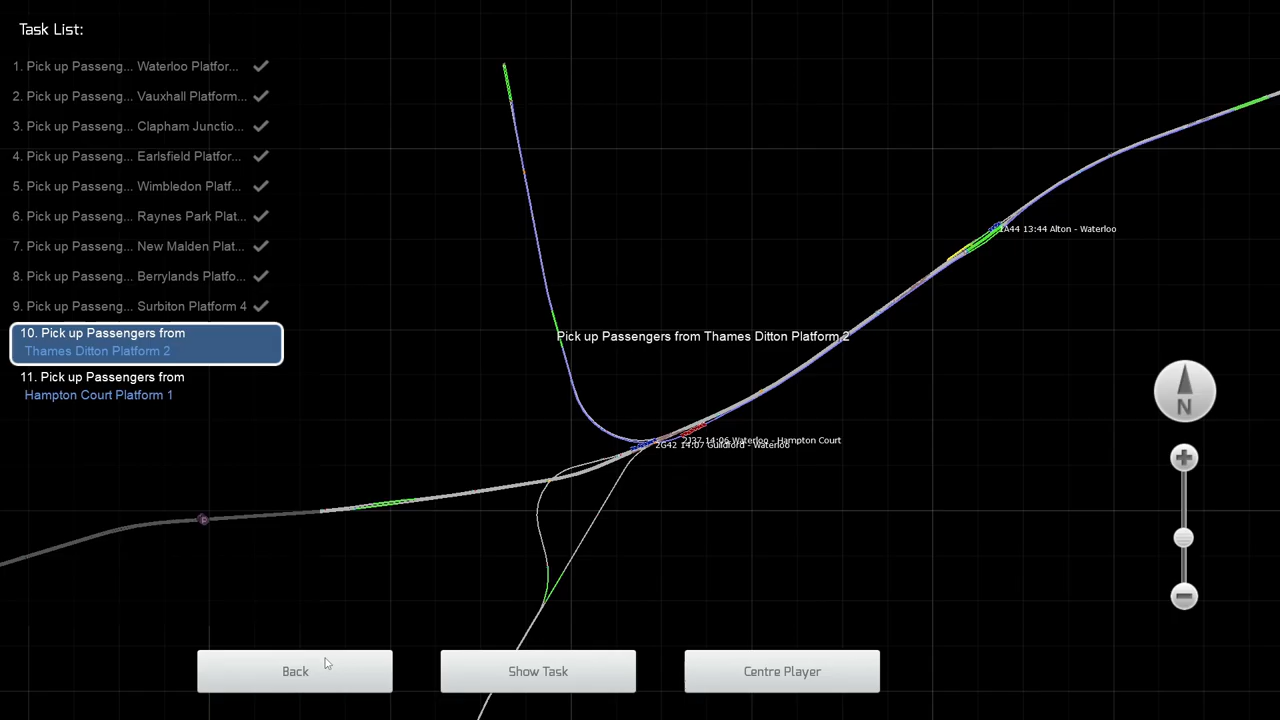 Task List:
1. Pick up Passeng... Waterloo Platfor...
2. Pick up Passeng... Vauxhall Platform...
3. Pick up Passeng... Clapham Junctio...
4. Pick up Passeng... Earlsfield Platfor...
5. Pick up Passeng... Wimbledon Platf...
6. Pick up Passeng... Raynes Park Plat...
7. Pick up Passeng... New Malden Plat...
8. Pick up Passeng... Berrylands Platfo...
9. Pick up Passeng... Surbiton Platform 4
10. Pick up Passengers from
Thames Ditton Platform 2
11. Pick up Passengers from
Hampton Court Platform 1
1A44 13:44 Alton - Waterloo
Pick up Passengers from Thames Ditton Platform 2
2J37 14:06 Waterloo - Hampton Court
2G42 14:07 Guildford - Waterloo
N
Back
Show Task
Centre Player